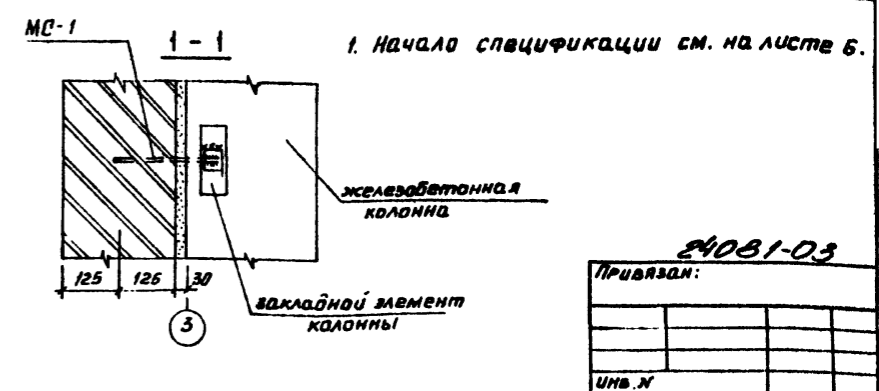 МС-1
1 - 1
1. Начало спецификации см. на листе 6.
железобетонная
колонна
125 126 30
3
закладной элемент
колонны
24081-03
Привязан:
Инв. N